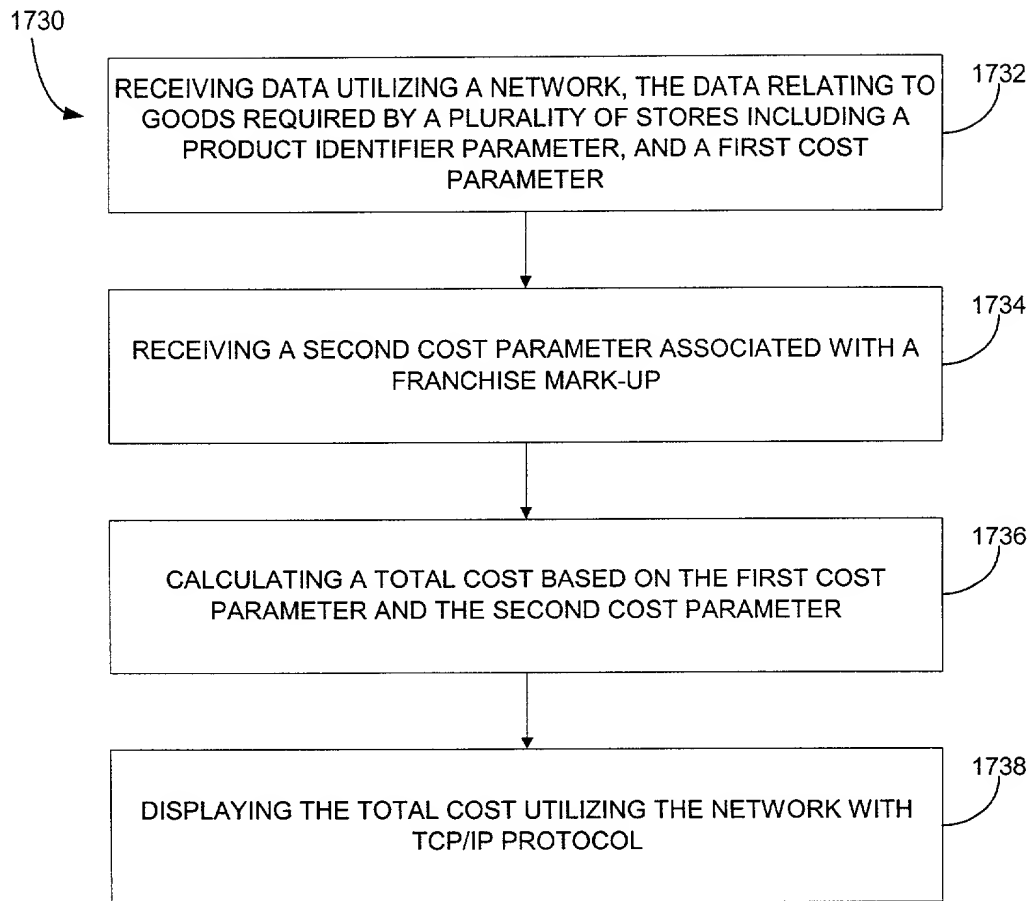 1730
RECEIVING DATA UTILIZING A NETWORK, THE DATA RELATING TO
GOODS REQUIRED BY A PLURALITY OF STORES INCLUDING A
PRODUCT IDENTIFIER PARAMETER, AND A FIRST COST
PARAMETER
1732
RECEIVING A SECOND COST PARAMETER ASSOCIATED WITH A
FRANCHISE MARK-UP
1734
CALCULATING A TOTAL COST BASED ON THE FIRST COST
PARAMETER AND THE SECOND COST PARAMETER
1736
DISPLAYING THE TOTAL COST UTILIZING THE NETWORK WITH
TCP/IP PROTOCOL
1738